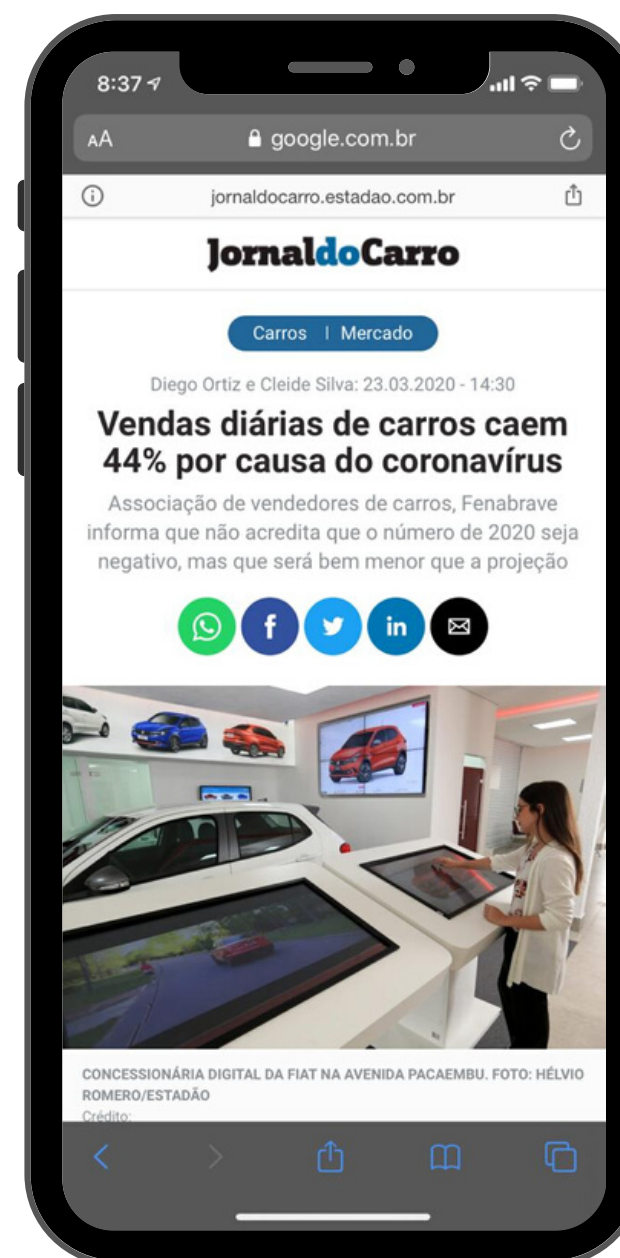 8:37
AA google.com.br
jornaldocarro.estadao.com.br
JornaldoCarro
Carros | Mercado
Diego Ortiz e Cleide Silva: 23.03.2020 - 14:30
Vendas diárias de carros caem
44% por causa do coronavírus
Associação de vendedores de carros, Fenabrave
informa que não acredita que o número de 2020 seja
negativo, mas que será bem menor que a projeção
f in
CONCESSIONÁRIA DIGITAL DA FIAT NA AVENIDA PACAEMBU. FOTO: HÉLVIO
ROMERO/ESTADÃO
Crédito: